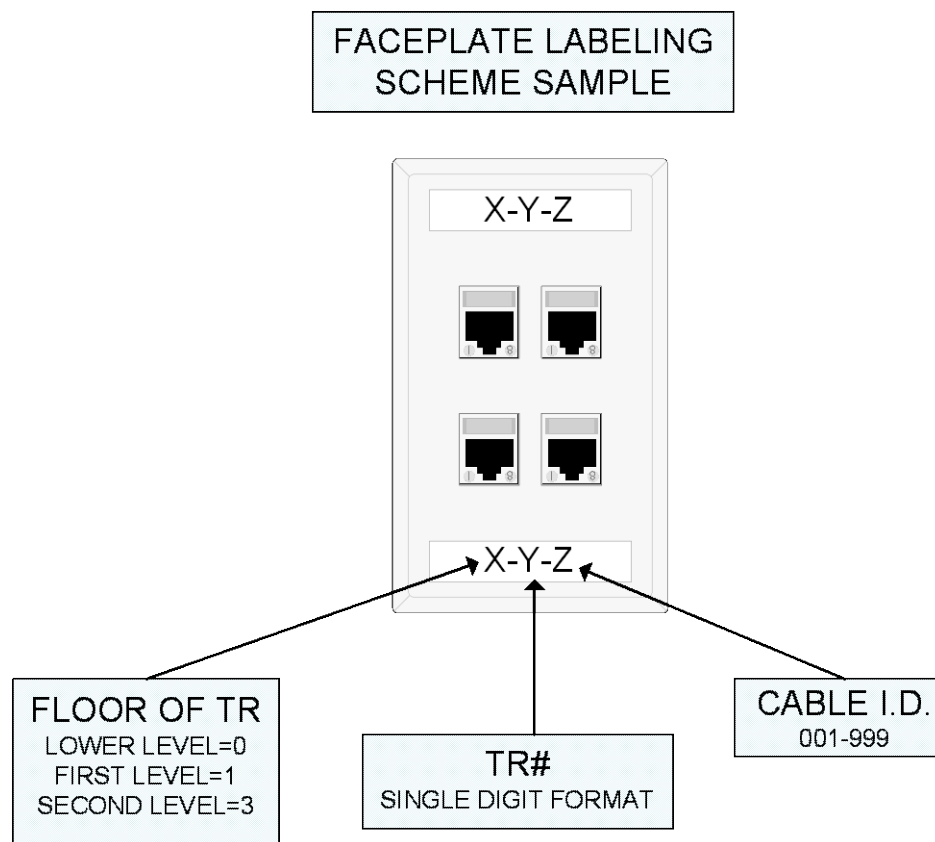 FACEPLATE LABELING
SCHEME SAMPLE
X-Y-Z
X-Y-Z
FLOOR OF TR
LOWER LEVEL=0
FIRST LEVEL=1
SECOND LEVEL=3
TR#
SINGLE DIGIT FORMAT
CABLE I.D.
001-999